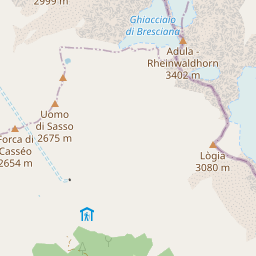 2999 m
Ghiacciaio
di Bresciana
Adula -
Rheinwaldhorn
3402 m
Uomo
di Sasso
2675 m
Forca di
Casséo
2654 m
Lògia
3080 m